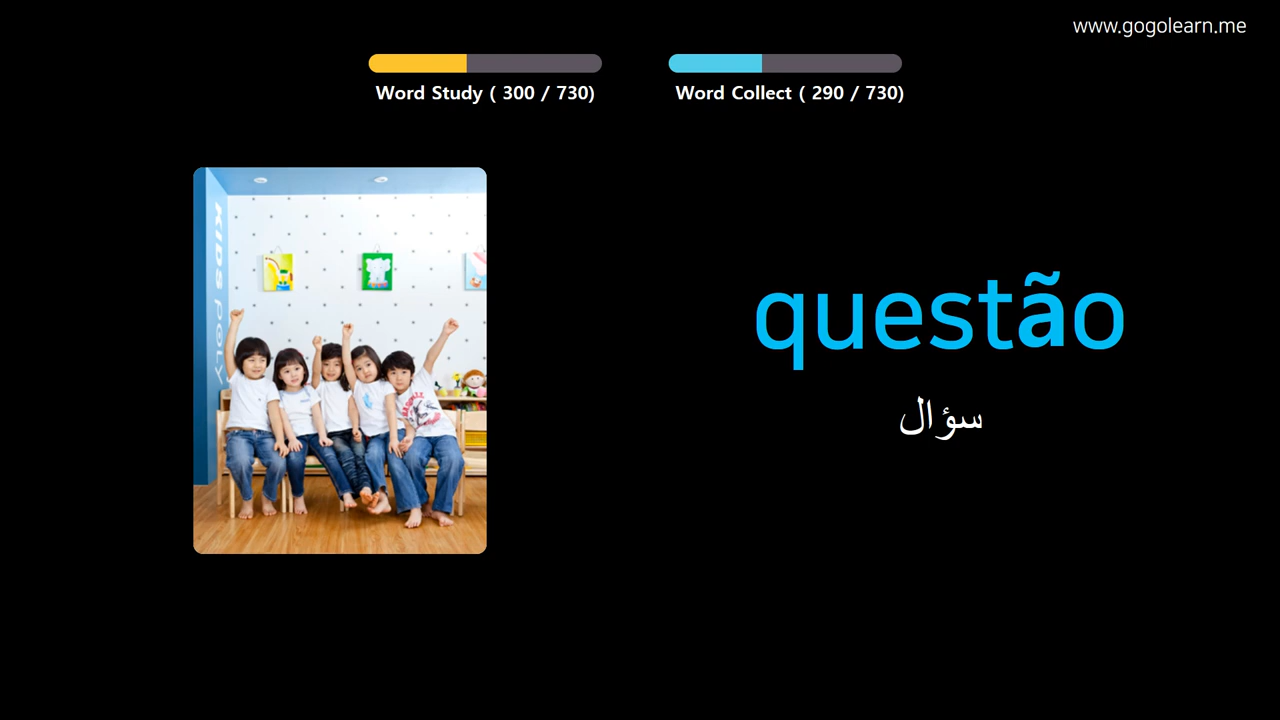 www.gogolearn.me
Word Study ( 300 / 730)
Word Collect ( 290 / 730)
KIDS POLY
questão
سؤال